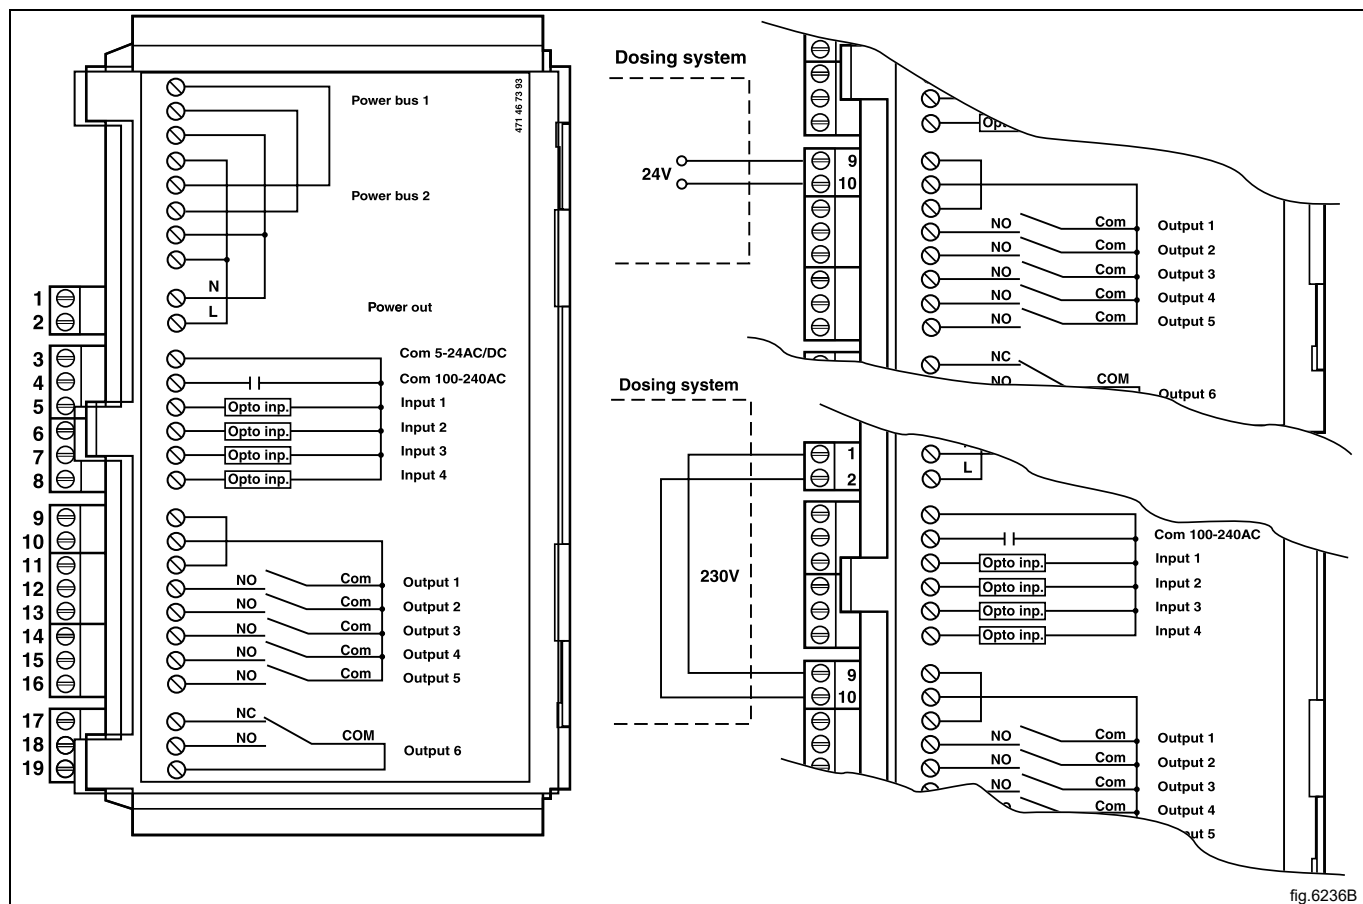 471 46 73 93
Power bus 1
Power bus 2
N
L
Power out
1
2
3
4
5
6
7
8
9
10
11
12
13
14
15
16
17
18
19
Com 5-24AC/DC
Com 100-240AC
Opto inp. Input 1
Opto inp. Input 2
Opto inp. Input 3
Opto inp. Input 4
NO Com Output 1
NO Com Output 2
NO Com Output 3
NO Com Output 4
NO Com Output 5
NC
NO COM Output 6
Dosing system
24V
9
10
NO Com Output 1
NO Com Output 2
NO Com Output 3
NO Com Output 4
NO Com Output 5
NC
NO COM Output 6
Dosing system
230V
1
2
L
Com 100-240AC
Opto inp. Input 1
Opto inp. Input 2
Opto inp. Input 3
Opto inp. Input 4
9
10
NO Com Output 1
NO Com Output 2
NO Com Output 3
Com Output 4
5
fig.6236B